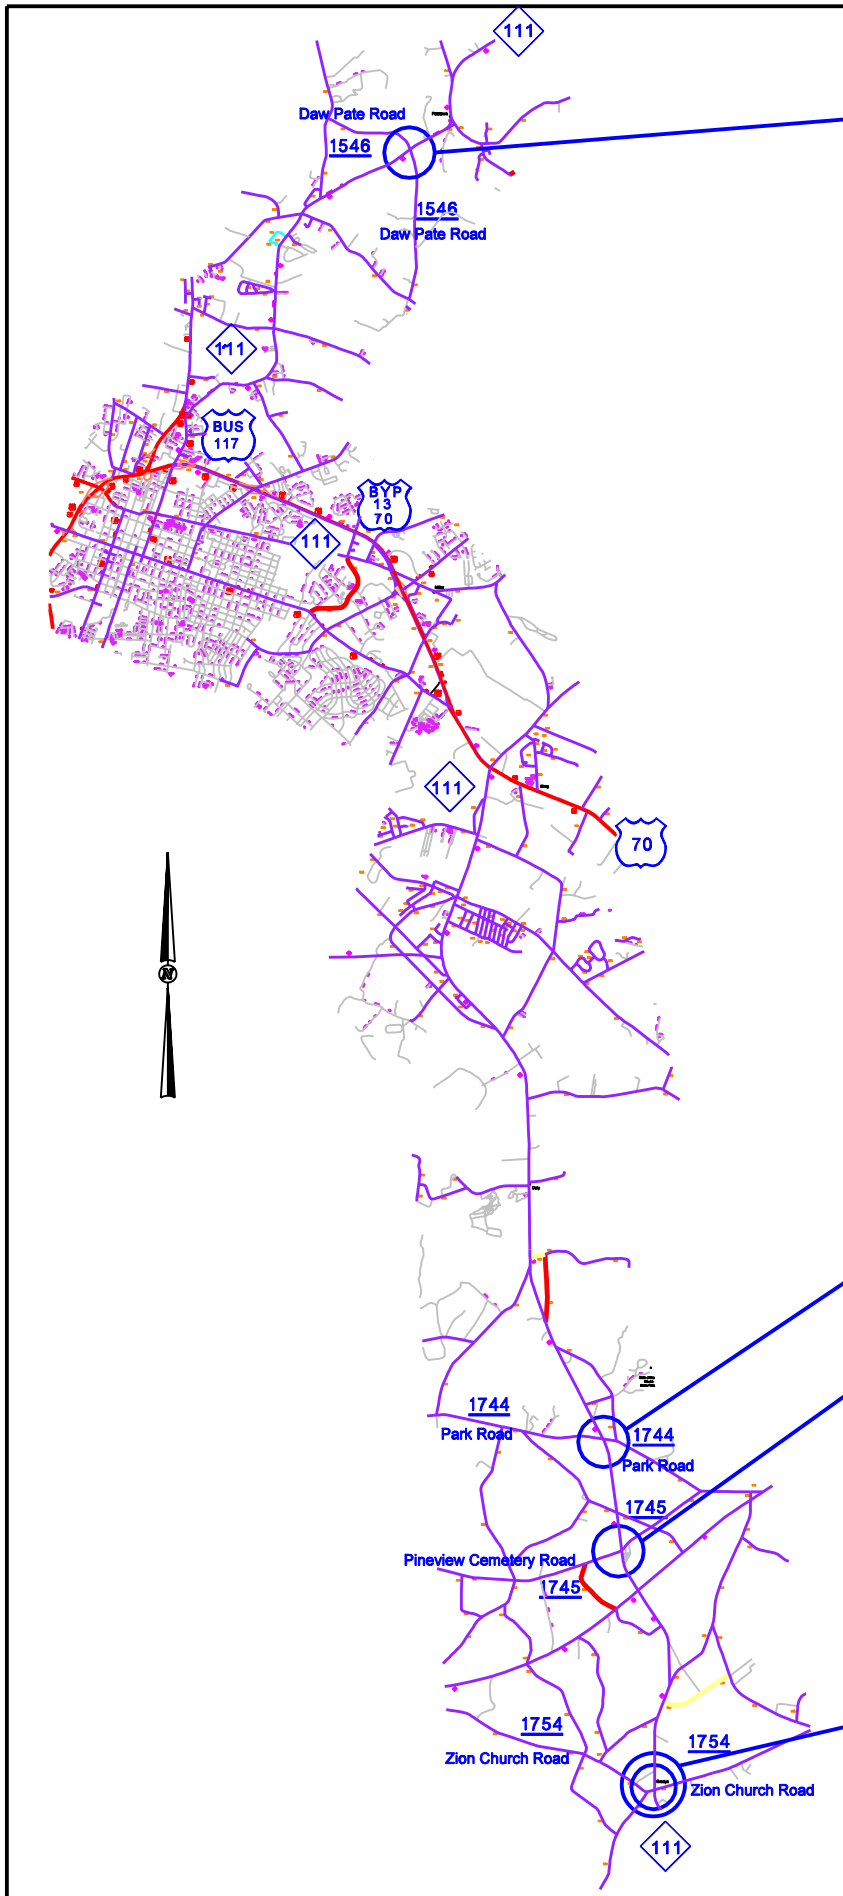 111
Daw Pate Road
1546
1546
Daw Pate Road
111
BUS
117
BYP
13
70
111
111
70
N
1744
Park Road
1744
Park Road
1745
Pineview Cemetery Road
1745
1754
Zion Church Road
1754
Zion Church Road
111